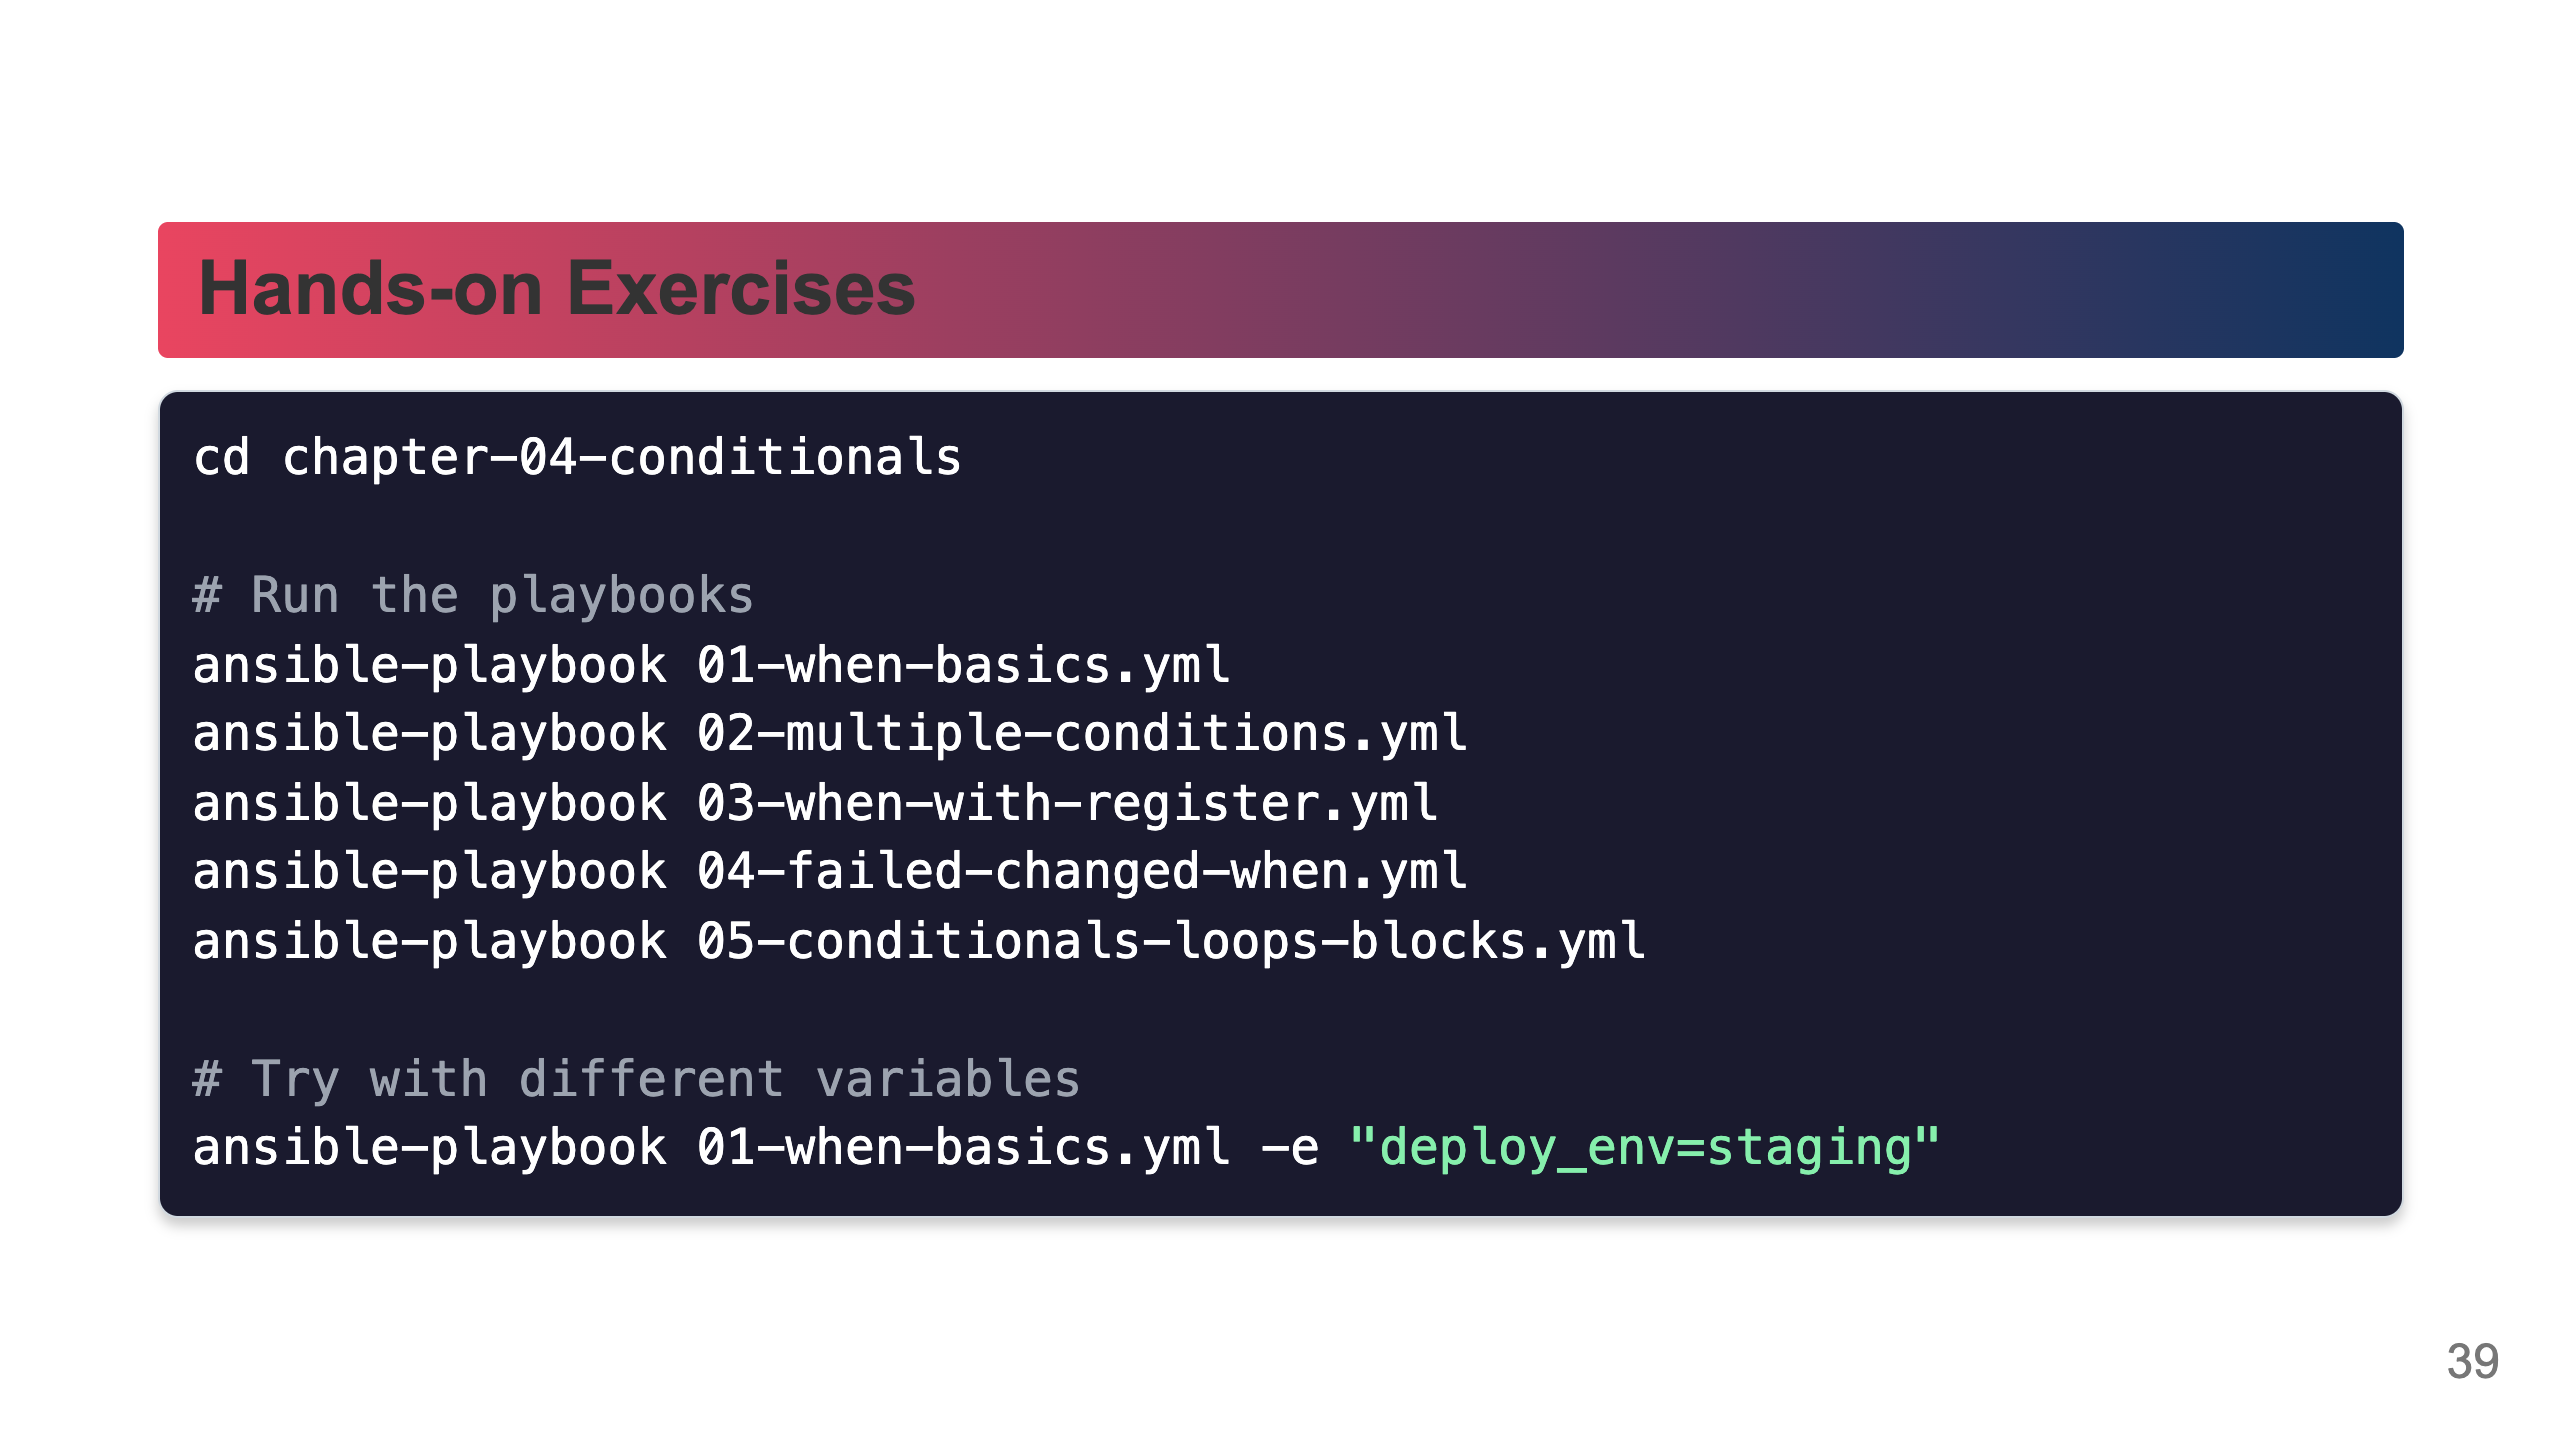 Hands-on Exercises
cd chapter-04-conditionals
# Run the playbooks
ansible-playbook 01-when-basics.yml
ansible-playbook 02-multiple-conditions.yml
ansible-playbook 03-when-with-register.yml
ansible-playbook 04-failed-changed-when.yml
ansible-playbook 05-conditionals-loops-blocks.yml
# Try with different variables
ansible-playbook 01-when-basics.yml -e "deploy_env=staging"
39